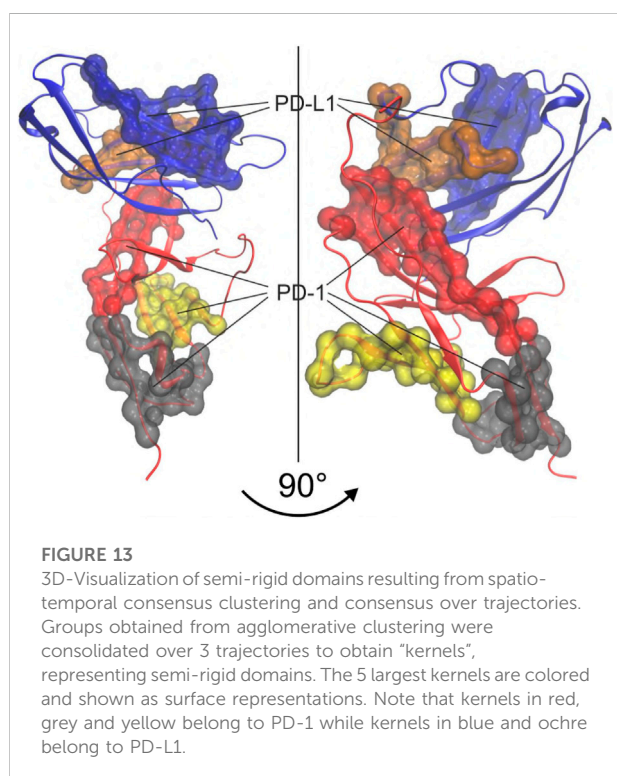 PD-L1
PD-1
90°
FIGURE 13
3D-Visualization of semi-rigid domains resulting from spatio-
temporal consensus clustering and consensus over trajectories.
Groups obtained from agglomerative clustering were
consolidated over 3 trajectories to obtain “kernels”,
representing semi-rigid domains. The 5 largest kernels are colored
and shown as surface representations. Note that kernels in red,
grey and yellow belong to PD-1 while kernels in blue and ochre
belong to PD-L1.